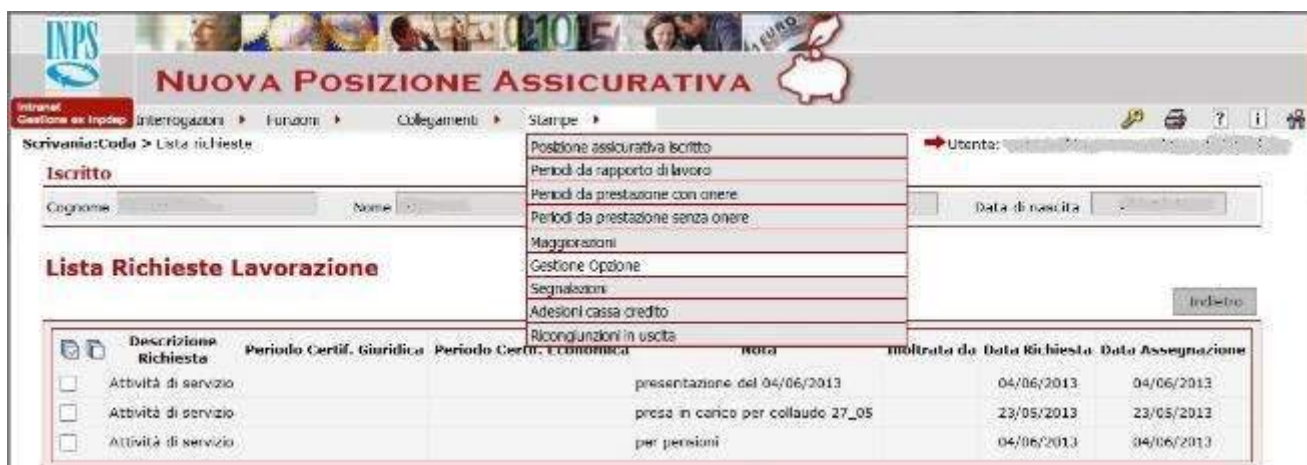 INPS
NUOVA POSIZIONE ASSICURATIVA
Intranet
Gestione ex Inpdap Interrogazioni Funzioni Collegamenti Stampe
Scrivania:Coda > Lista richieste
Utente:
Posizione assicurativa iscritto
Periodi da rapporto di lavoro
Periodi da prestazione con onere
Periodi da prestazione senza onere
Maggiorazioni
Gestione Opzione
Segnalazioni
Adesioni cassa credito
Ricongiunzioni in uscita
Iscritto
Cognome Nome Data di nascita
Lista Richieste Lavorazione
Indietro
Descrizione Richiesta Periodo Certif. Giuridica Periodo Certif. Economica Nota Inoltrata da Data Richiesta Data Assegnazione
Attività di servizio presentazione del 04/06/2013 04/06/2013 04/06/2013
Attività di servizio presa in carico per collaudo 27_05 23/05/2013 23/05/2013
Attività di servizio per pensioni 04/06/2013 04/06/2013